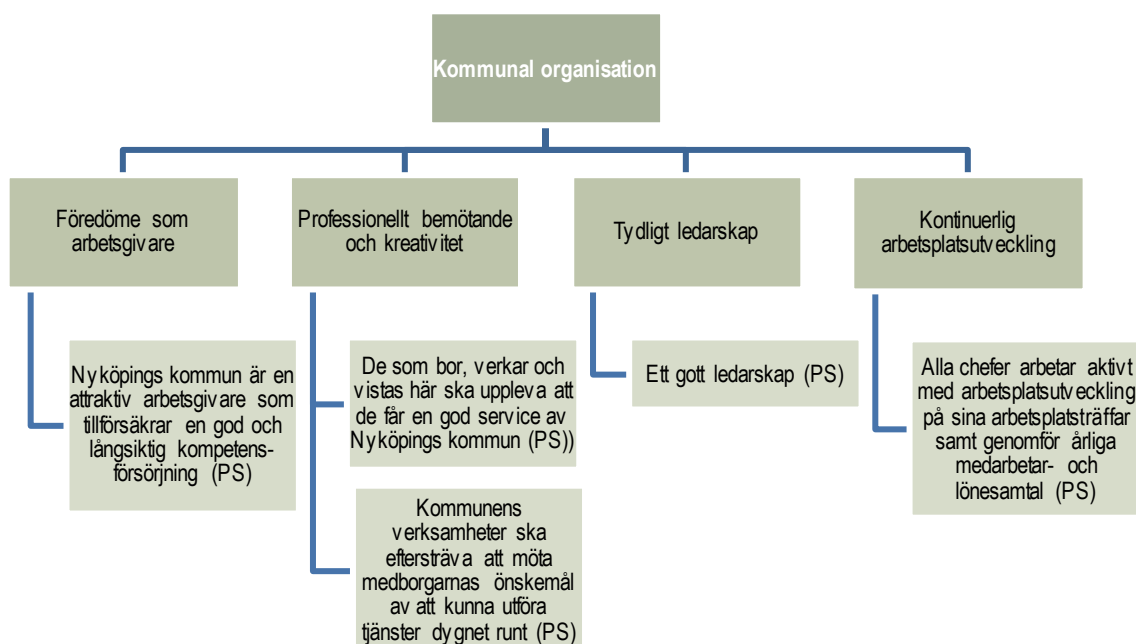 Kommunal organisation
Föredöme som
arbetsgivare
Professionellt bemötande
och kreativitet
Tydligt ledarskap
Kontinuerlig
arbetsplatsutveckling
Nyköpings kommun är en
attraktiv arbetsgivare som
tillförsäkrar en god och
långsiktig kompetens-
försörjning (PS)
De som bor, verkar och
vistas här ska uppleva att
de får en god service av
Nyköpings kommun (PS))
Kommunens
verksamheter ska
eftersträva att möta
medborgarnas önskemål
av att kunna utföra
tjänster dygnet runt (PS)
Ett gott ledarskap (PS)
Alla chefer arbetar aktivt
med arbetsplatsutveckling
på sina arbetsplatsträffar
samt genomför årliga
medarbetar- och
lönesamtal (PS)